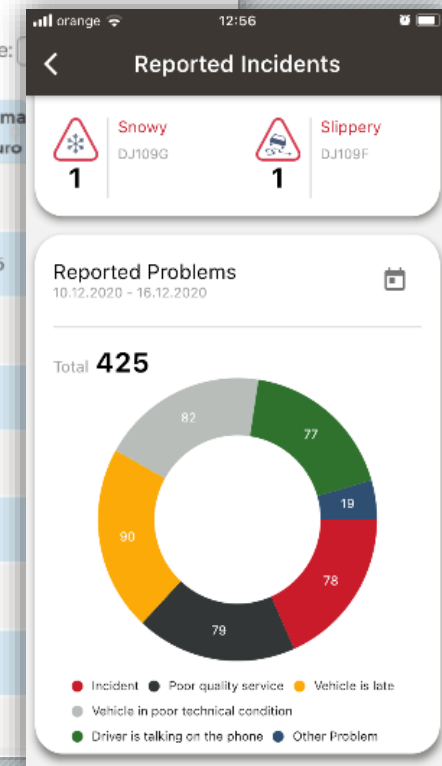 orange 12:56
Reported Incidents
Snowy Slippery
DJ109G DJ109F
1 1
Reported Problems
10.12.2020 - 16.12.2020
Total 425
82
77
19
90
78
79
Incident Poor quality service Vehicle is late
Vehicle in poor technical condition
Driver is talking on the phone Other Problem